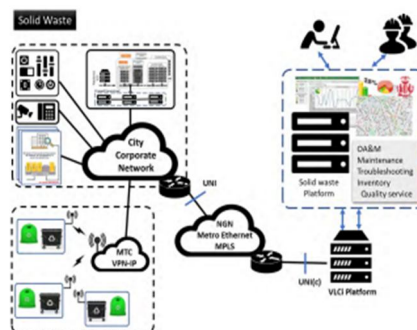 Solid Waste
City
Corporate
Network
UNI
MTC
VPN-IP
NGN
Metro Ethernet
MPLS
UNI(c)
VLCi Platform
Solid waste
Platform
OA&M
Maintenance
Troubleshooting
Inventory
Quality service